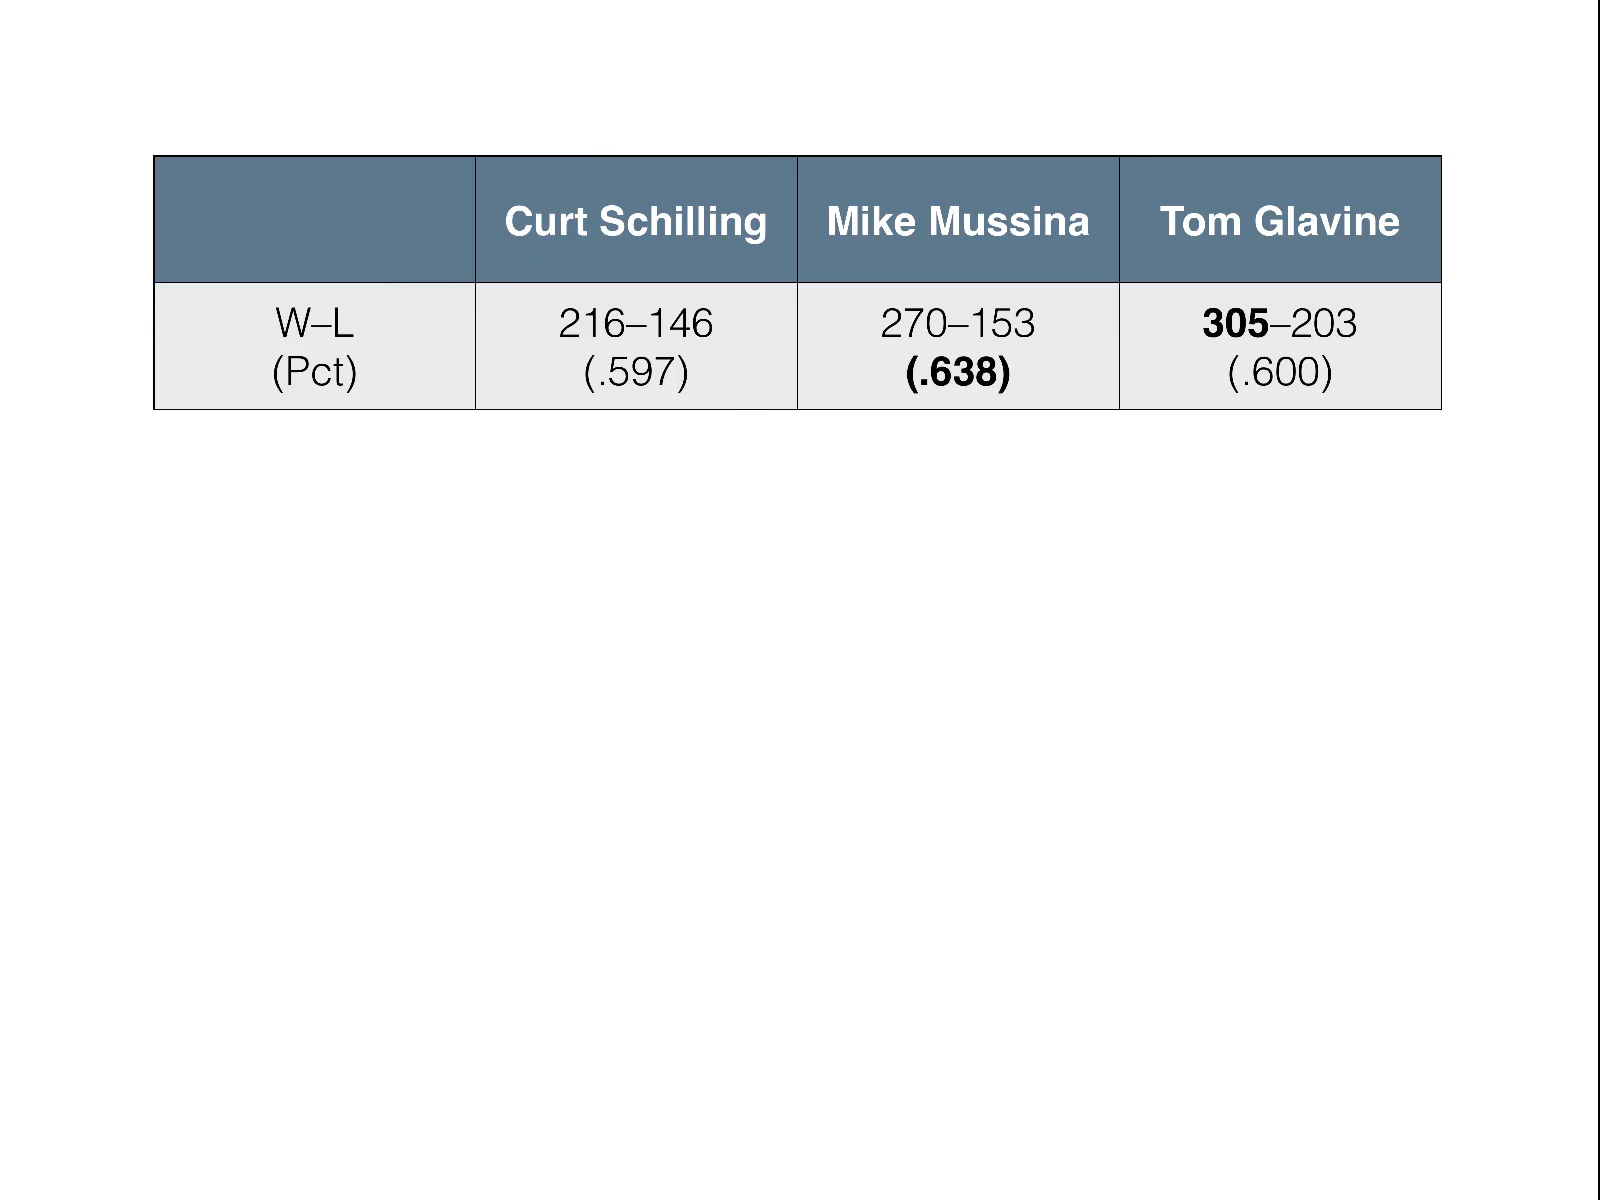 Curt Schilling Mike Mussina Tom Glavine
W–L 216–146 270–153 305–203
(Pct) (.597) (.638) (.600)